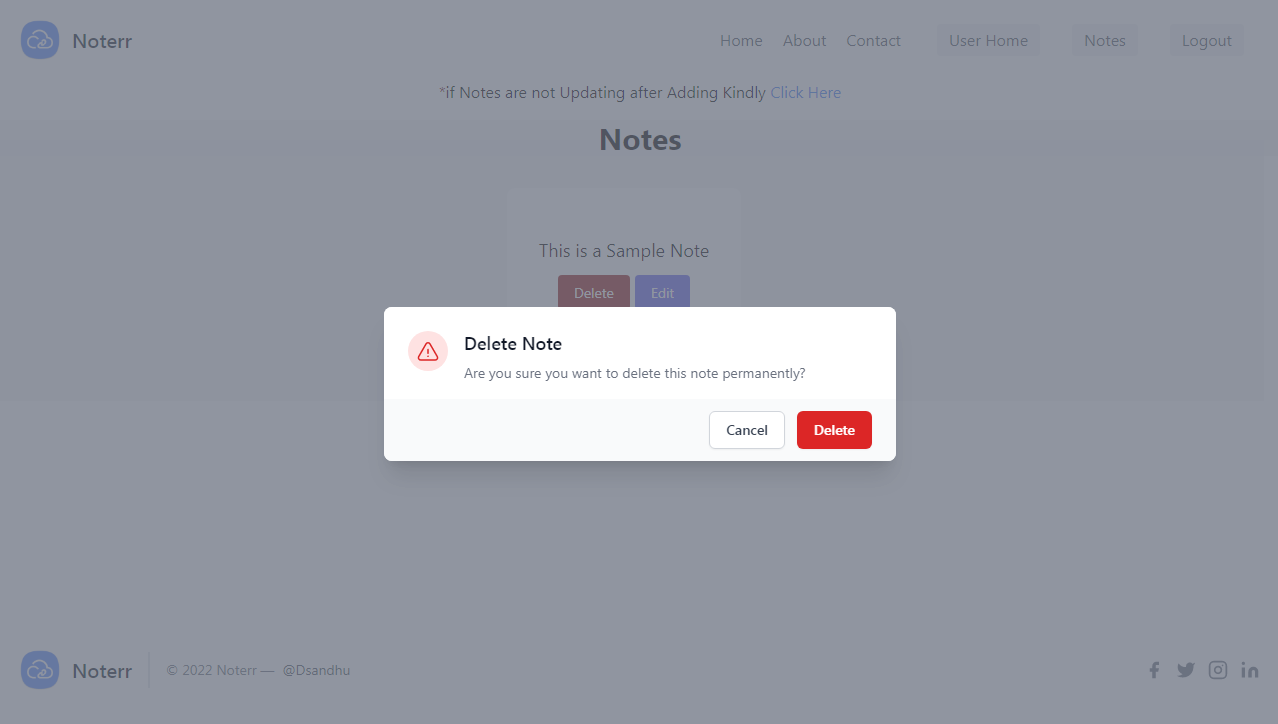 Noterr Home About Contact User Home Notes Logout
*if Notes are not Updating after Adding Kindly Click Here
Notes
This is a Sample Note
Delete Edit
Delete Note
Are you sure you want to delete this note permanently?
Cancel Delete
Noterr © 2022 Noterr — @Dsandhu